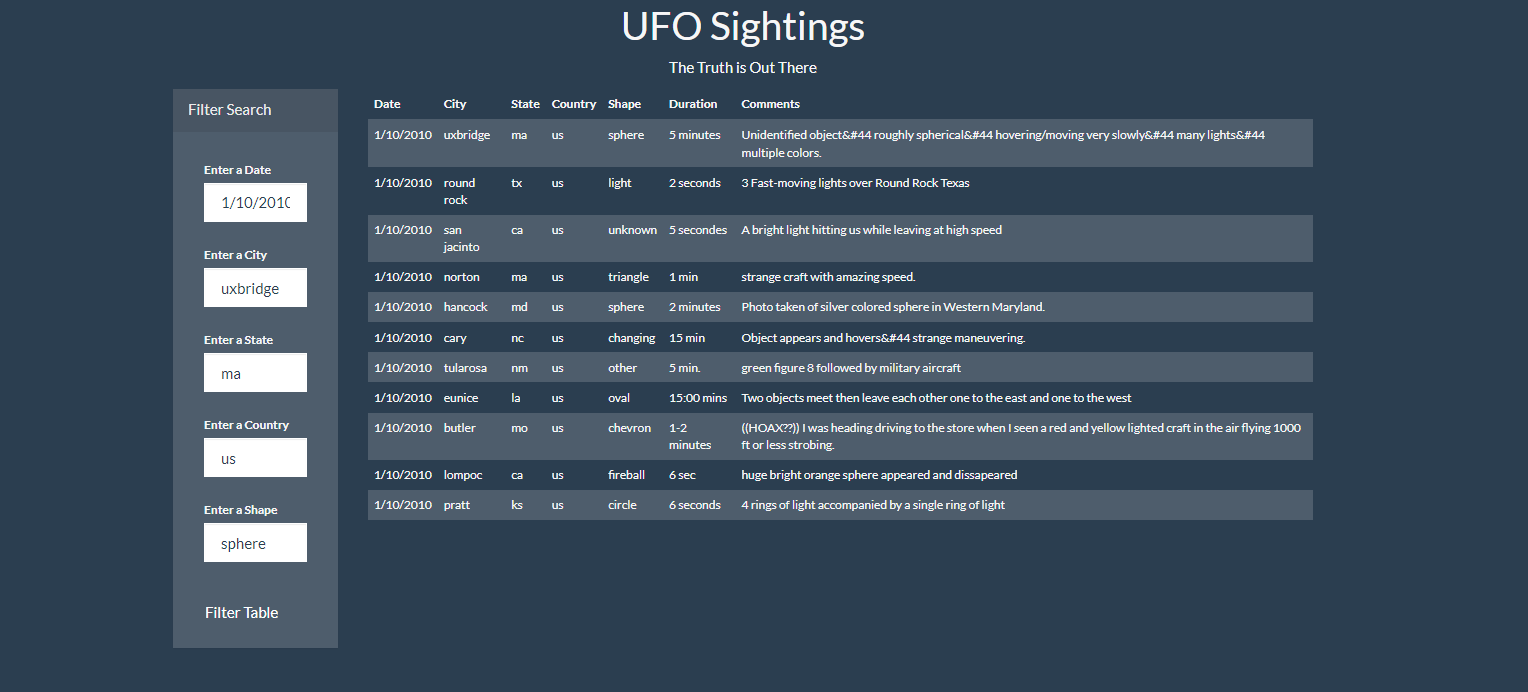 UFO Sightings
The Truth is Out There
Filter Search
Enter a Date
1/10/2010
Enter a City
uxbridge
Enter a State
ma
Enter a Country
us
Enter a Shape
sphere
Filter Table
Date City State Country Shape Duration Comments
1/10/2010 uxbridge ma us sphere 5 minutes Unidentified object&#44 roughly spherical&#44 hovering/moving very slowly&#44 many lights&#44
multiple colors.
1/10/2010 round tx us light 2 seconds 3 Fast-moving lights over Round Rock Texas
rock
1/10/2010 san ca us unknown 5 secondes A bright light hitting us while leaving at high speed
jacinto
1/10/2010 norton ma us triangle 1 min strange craft with amazing speed.
1/10/2010 hancock md us sphere 2 minutes Photo taken of silver colored sphere in Western Maryland.
1/10/2010 cary nc us changing 15 min Object appears and hovers&#44 strange maneuvering.
1/10/2010 tularosa nm us other 5 min. green figure 8 followed by military aircraft
1/10/2010 eunice la us oval 15:00 mins Two objects meet then leave each other one to the east and one to the west
1/10/2010 butler mo us chevron 1-2 ((HOAX??)) I was heading driving to the store when I seen a red and yellow lighted craft in the air flying 1000
minutes ft or less strobing.
1/10/2010 lompoc ca us fireball 6 sec huge bright orange sphere appeared and dissapeared
1/10/2010 pratt ks us circle 6 seconds 4 rings of light accompanied by a single ring of light